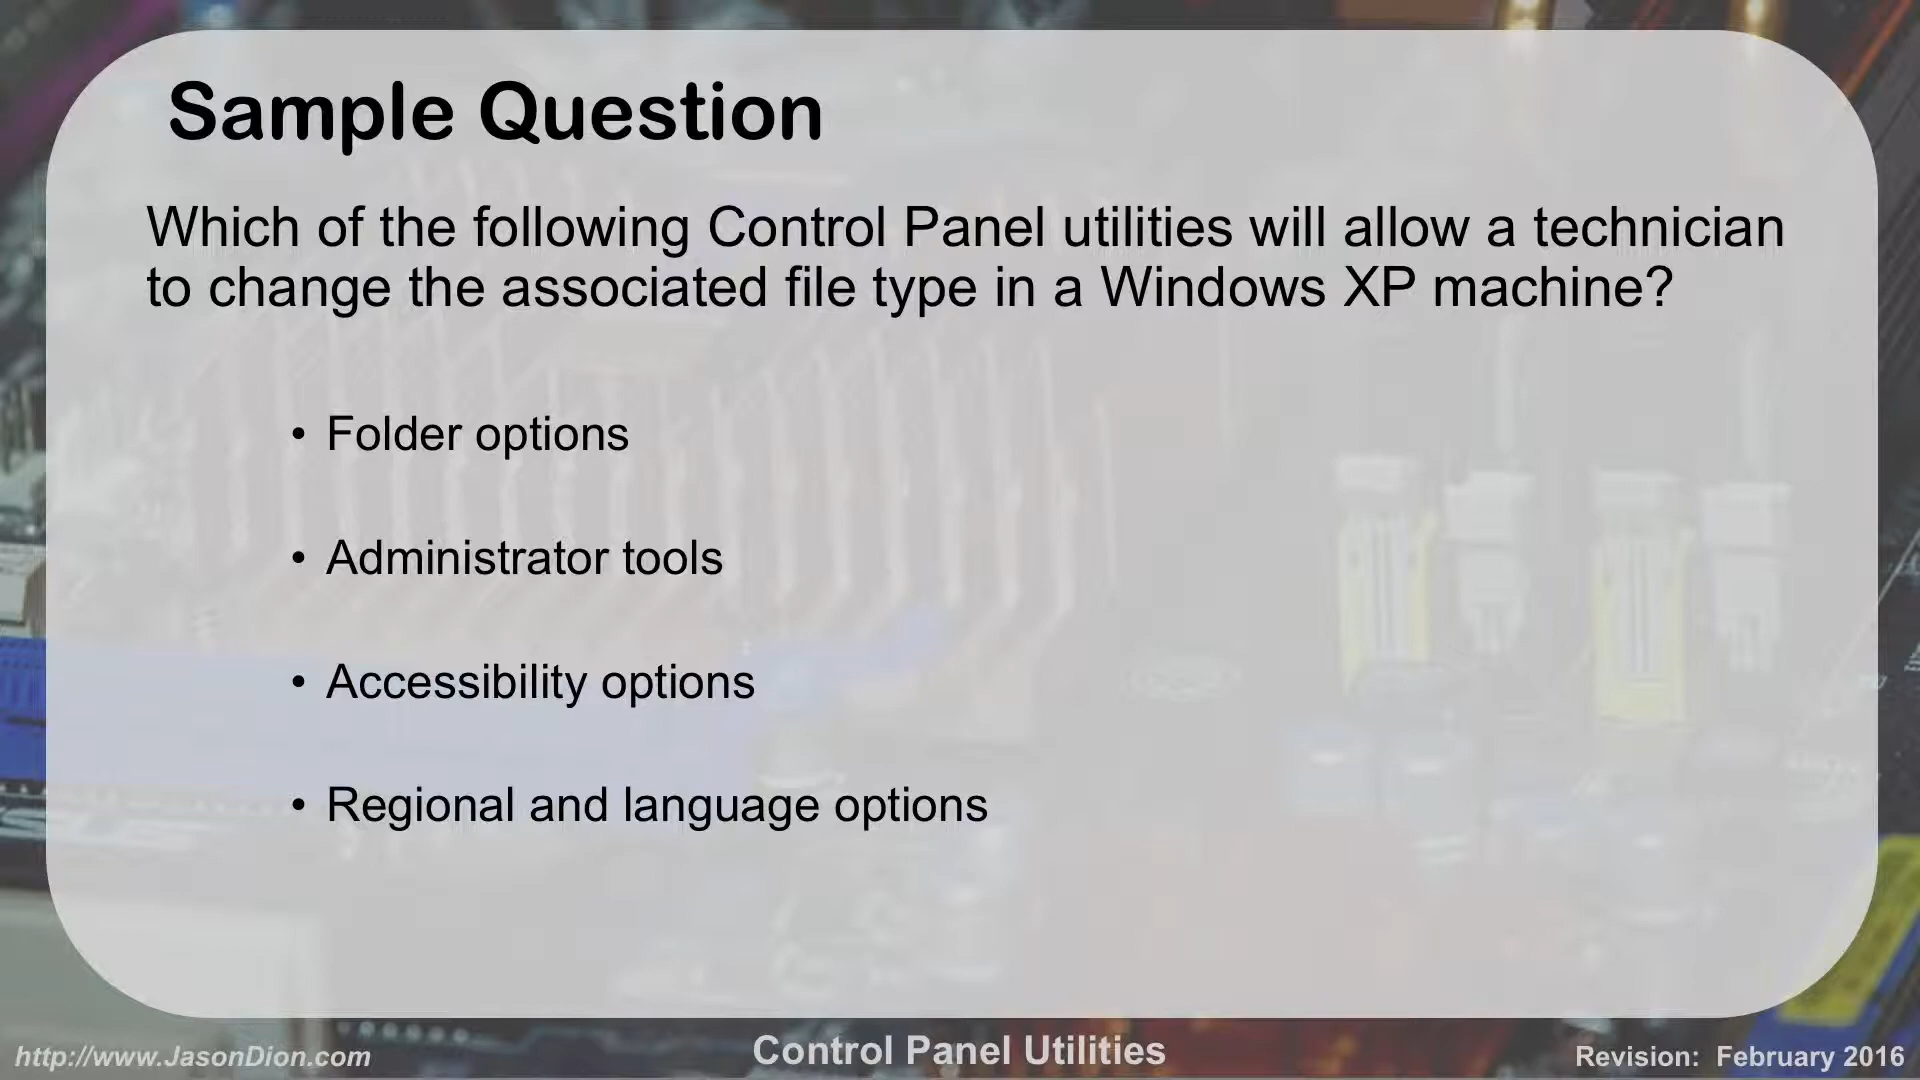 Sample Question
Which of the following Control Panel utilities will allow a technician
to change the associated file type in a Windows XP machine?
• Folder options
• Administrator tools
• Accessibility options
• Regional and language options
http://www.JasonDion.com
Control Panel Utilities
Revision: February 2016